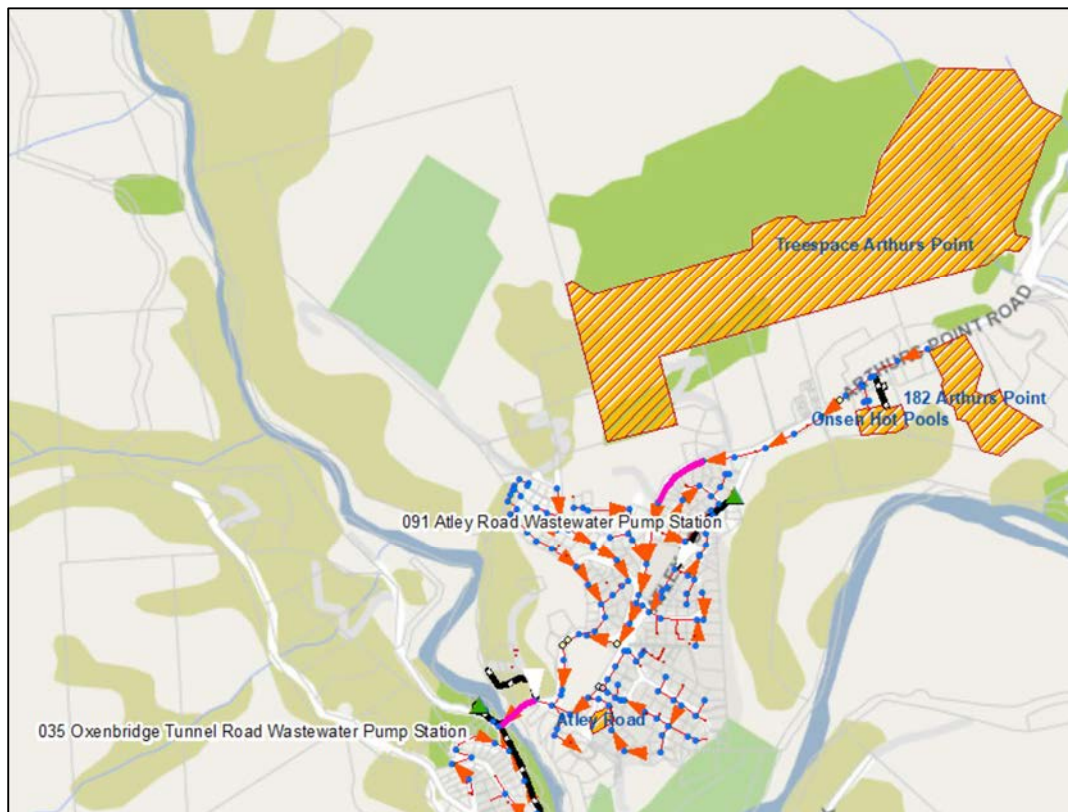 Treespace Arthurs Point
ARTHURS POINT ROAD
182 Arthurs Point
Onsen Hot Pools
091 Atley Road Wastewater Pump Station
Atley Road
035 Oxenbridge Tunnel Road Wastewater Pump Station